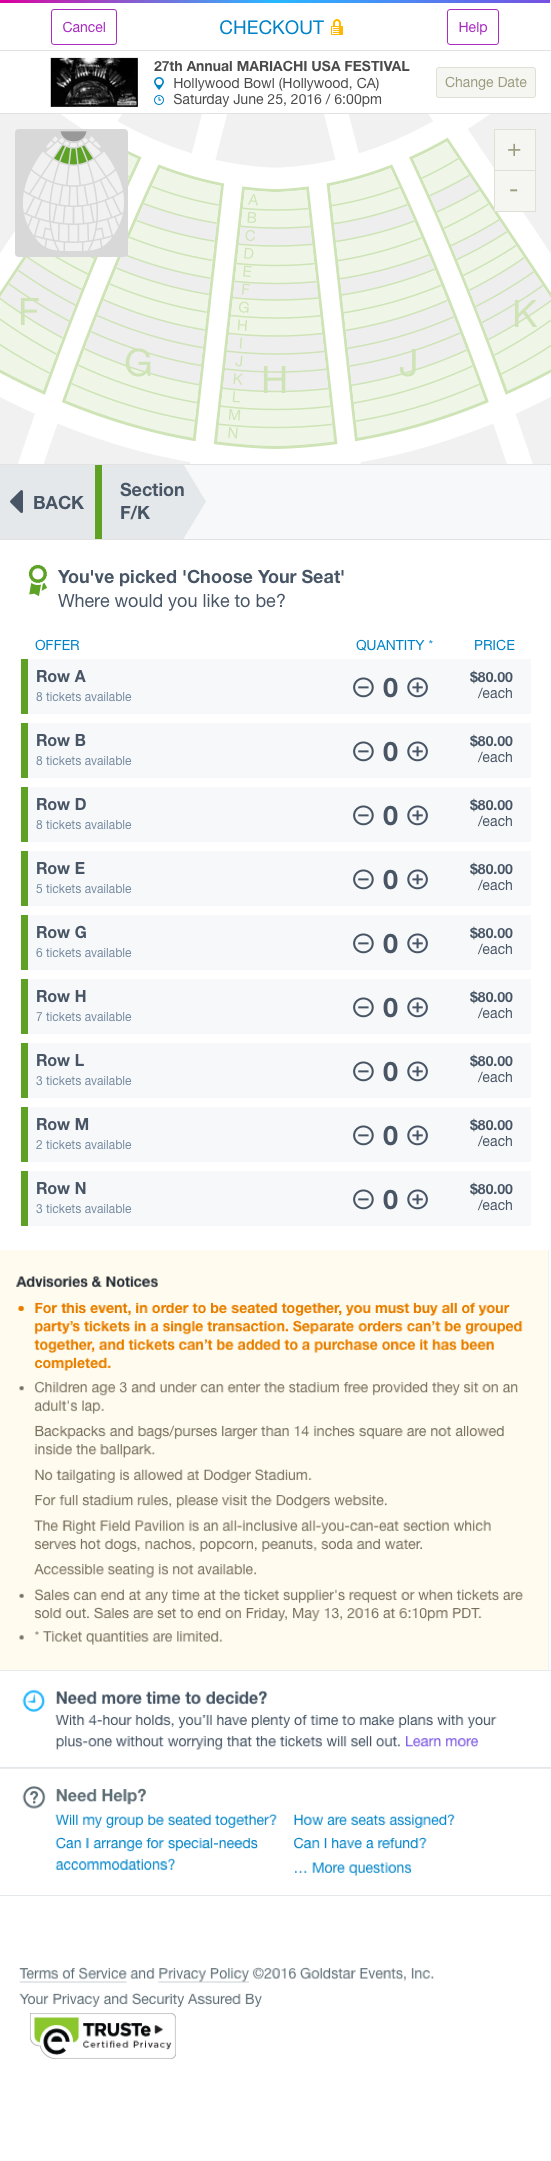 Cancel
CHECKOUT
Help
27th Annual MARIACHI USA FESTIVAL
Hollywood Bowl (Hollywood, CA)
Saturday June 25, 2016 / 6:00pm
Change Date
+
-
A
B
C
D
E
F
G
H
I
J
K
L
M
N
F
G
H
J
K
BACK
Section
F/K
You've picked 'Choose Your Seat'
Where would you like to be?
OFFER QUANTITY * PRICE
Row A
8 tickets available
0
$80.00
/each
Row B
8 tickets available
0
$80.00
/each
Row D
8 tickets available
0
$80.00
/each
Row E
5 tickets available
0
$80.00
/each
Row G
6 tickets available
0
$80.00
/each
Row H
7 tickets available
0
$80.00
/each
Row L
3 tickets available
0
$80.00
/each
Row M
2 tickets available
0
$80.00
/each
Row N
3 tickets available
0
$80.00
/each
Advisories & Notices
• For this event, in order to be seated together, you must buy all of your
party's tickets in a single transaction. Separate orders can't be grouped
together, and tickets can't be added to a purchase once it has been
completed.
• Children age 3 and under can enter the stadium free provided they sit on an
adult's lap.
Backpacks and bags/purses larger than 14 inches square are not allowed
inside the ballpark.
No tailgating is allowed at Dodger Stadium.
For full stadium rules, please visit the Dodgers website.
The Right Field Pavilion is an all-inclusive all-you-can-eat section which
serves hot dogs, nachos, popcorn, peanuts, soda and water.
Accessible seating is not available.
• Sales can end at any time at the ticket supplier's request or when tickets are
sold out. Sales are set to end on Friday, May 13, 2016 at 6:10pm PDT.
• * Ticket quantities are limited.
Need more time to decide?
With 4-hour holds, you'll have plenty of time to make plans with your
plus-one without worrying that the tickets will sell out. Learn more
Need Help?
Will my group be seated together?
Can I arrange for special-needs
accommodations?
How are seats assigned?
Can I have a refund?
… More questions
Terms of Service and Privacy Policy ©2016 Goldstar Events, Inc.
Your Privacy and Security Assured By
TRUSTe
Certified Privacy